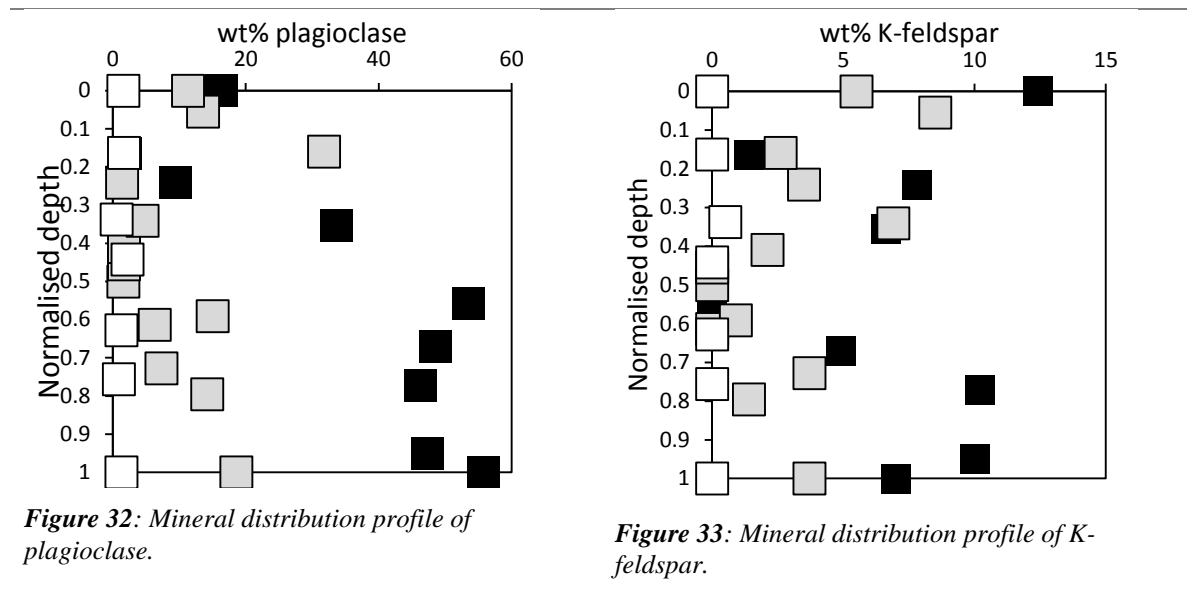 wt% plagioclase
0 20 40 60
0
0.1
0.2
0.3
0.4
0.5
0.6
0.7
0.8
0.9
1
Normalised depth
Figure 32: Mineral distribution profile of
plagioclase.
wt% K-feldspar
0 5 10 15
0
0.1
0.2
0.3
0.4
0.5
0.6
0.7
0.8
0.9
1
Normalised depth
Figure 33: Mineral distribution profile of K-
feldspar.